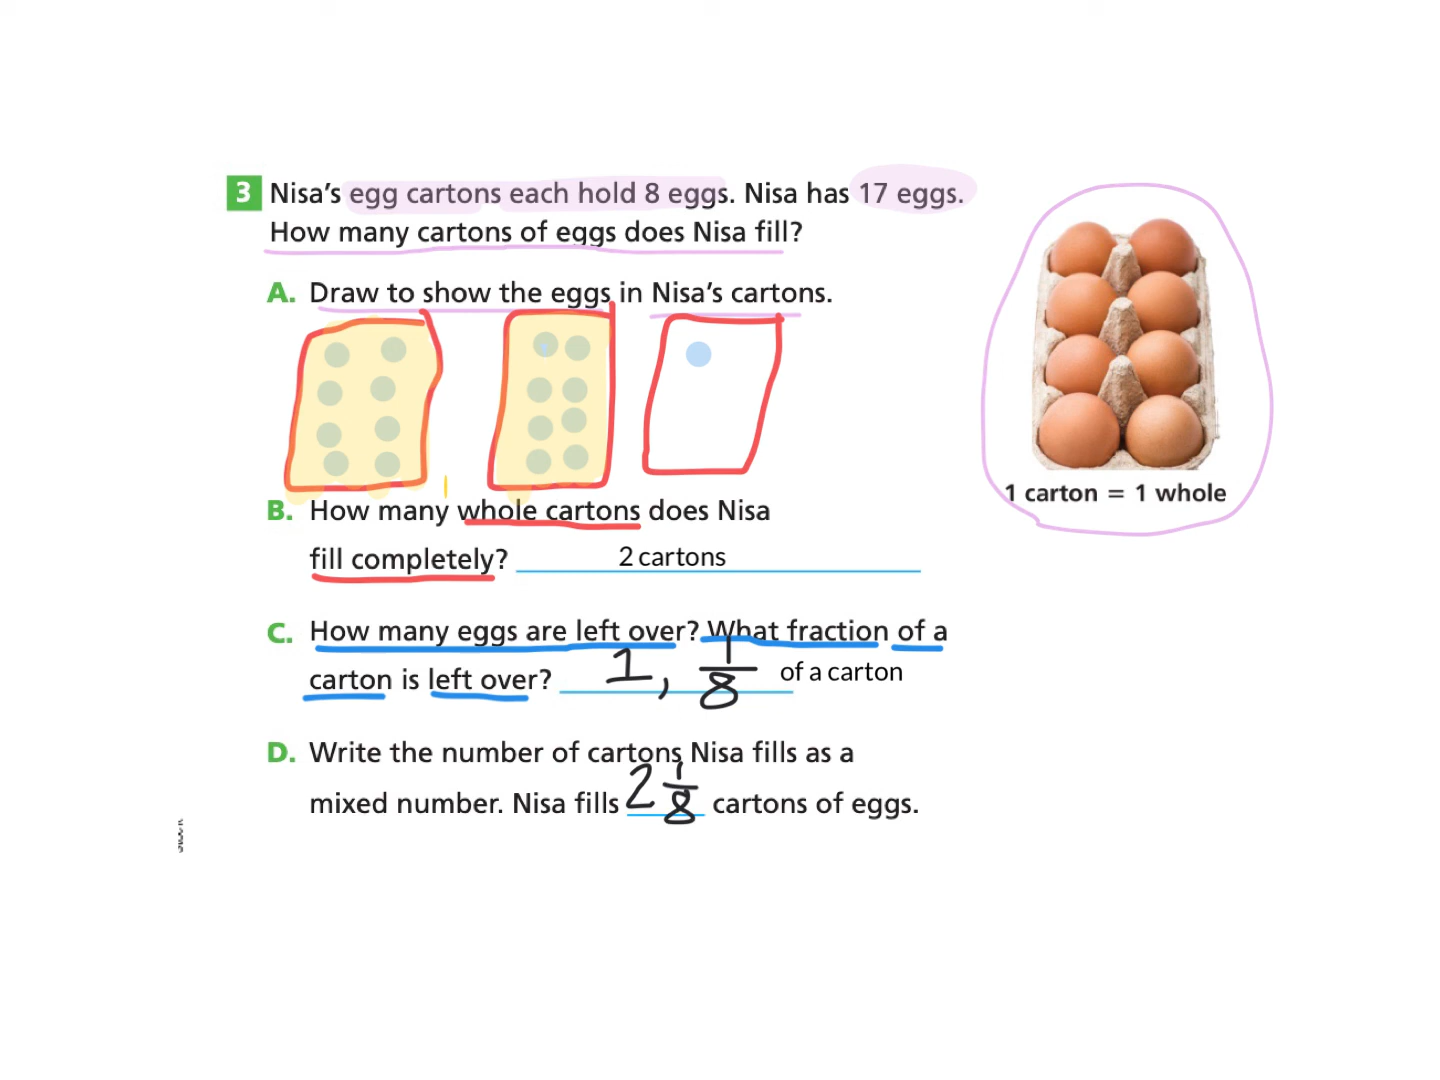 3 Nisa's egg cartons each hold 8 eggs. Nisa has 17 eggs.
How many cartons of eggs does Nisa fill?
A. Draw to show the eggs in Nisa's cartons.
1 carton = 1 whole
B. How many whole cartons does Nisa
fill completely? 2 cartons
C. How many eggs are left over? What fraction of a
carton is left over? 1, 1/8 of a carton
D. Write the number of cartons Nisa fills as a
mixed number. Nisa fills 2 1/8 cartons of eggs.